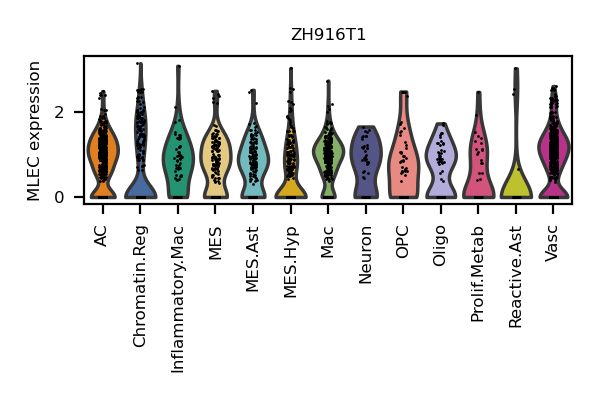 ZH916T1
MLEC expression
2
0
AC
Chromatin.Reg
Inflammatory.Mac
MES
MES.Ast
MES.Hyp
Mac
Neuron
OPC
Oligo
Prolif.Metab
Reactive.Ast
Vasc